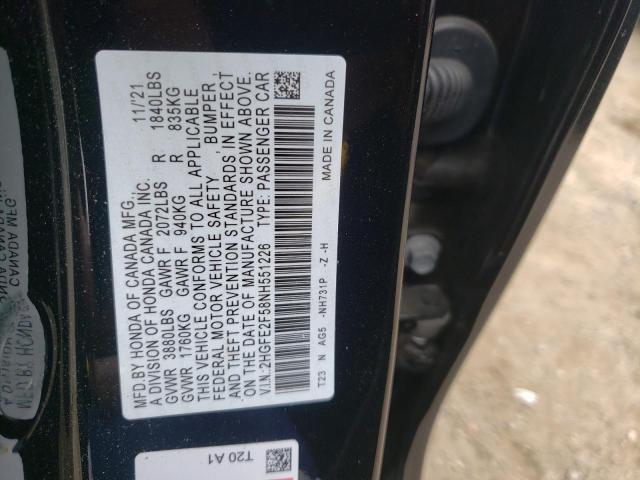 MFD.BY HONDA OF CANADA MFG. 11/'21
A DIVISION OF HONDA CANADA INC.
GVWR 3880LBS GAWR F 2072LBS R 1840LBS
GVWR 1760KG GAWR F 940KG R 835KG
THIS VEHICLE CONFORMS TO ALL APPLICABLE
FEDERAL MOTOR VEHICLE SAFETY, BUMPER,
AND THEFT PREVENTION STANDARDS IN EFFECT
ON THE DATE OF MANUFACTURE SHOWN ABOVE.
V.I.N.:2HGFE2F58NH551226 TYPE: PASSENGER CAR
T23 N AG5 -NH731P -Z -H MADE IN CANADA
T20 A1